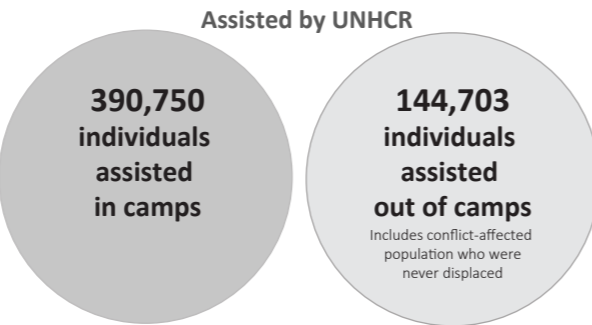 Assisted by UNHCR
390,750
individuals
assisted
in camps
144,703
individuals
assisted
out of camps
Includes conflict-affected
population who were
never displaced